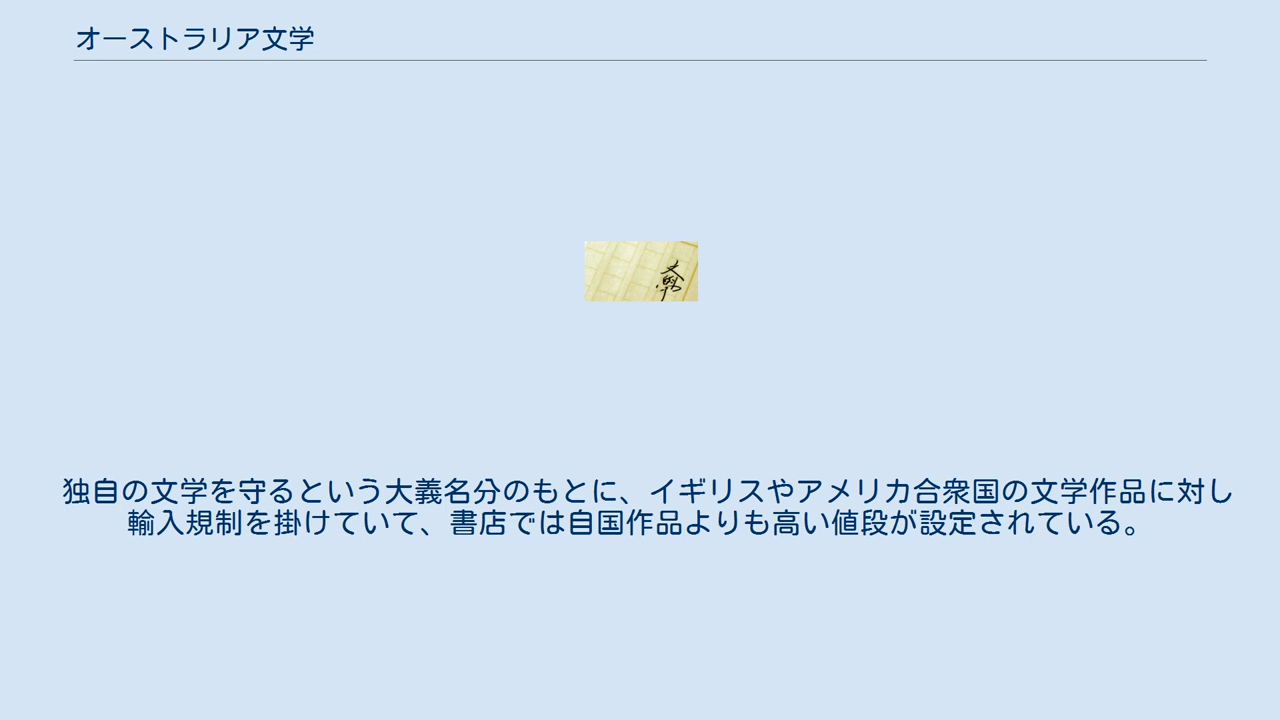 オーストラリア文学
文学
独自の文学を守るという大義名分のもとに、イギリスやアメリカ合衆国の文学作品に対し
輸入規制を掛けていて、書店では自国作品よりも高い値段が設定されている。